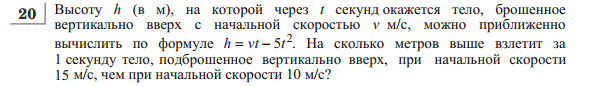 20 Высоту h (в м), на которой через t секунд окажется тело, брошенное
вертикально вверх с начальной скоростью v м/с, можно приближенно
вычислить по формуле h = vt – 5t². На сколько метров выше взлетит за
1 секунду тело, подброшенное вертикально вверх, при начальной скорости
15 м/с, чем при начальной скорости 10 м/с?